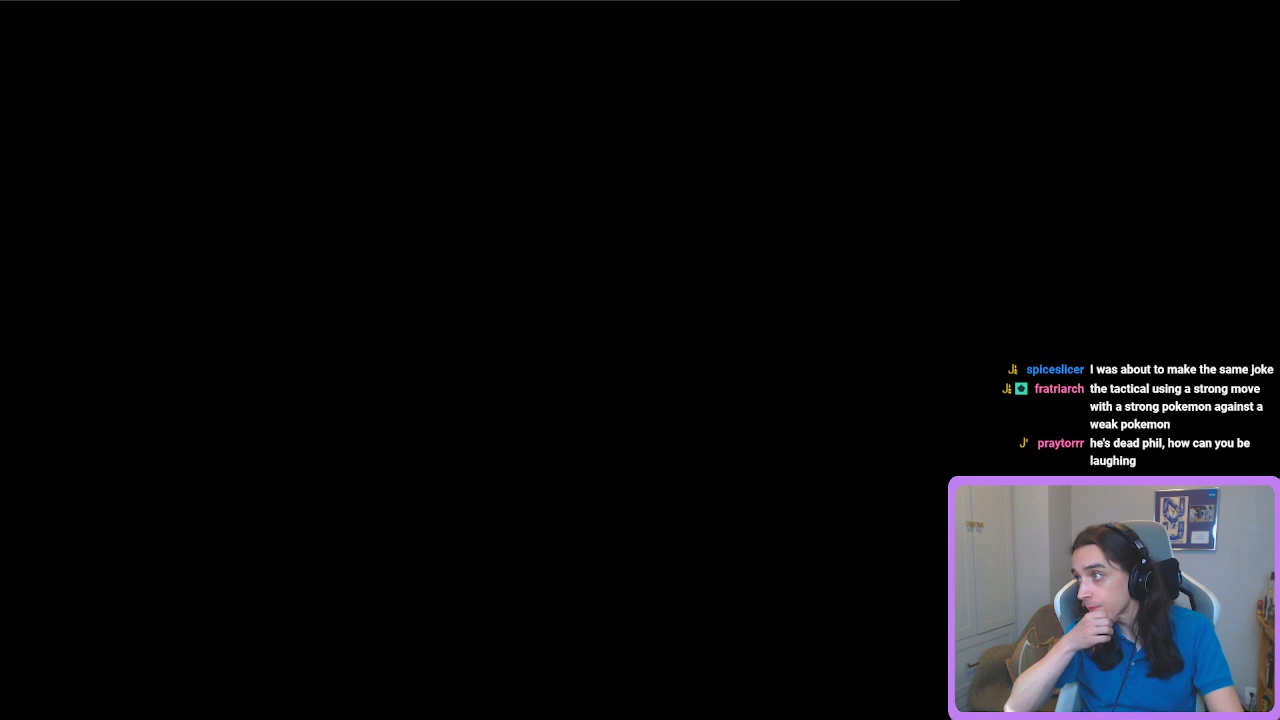 spiceslicer I was about to make the same joke
fratriarch the tactical using a strong move
with a strong pokemon against a
weak pokemon
praytorrr he's dead phil, how can you be
laughing